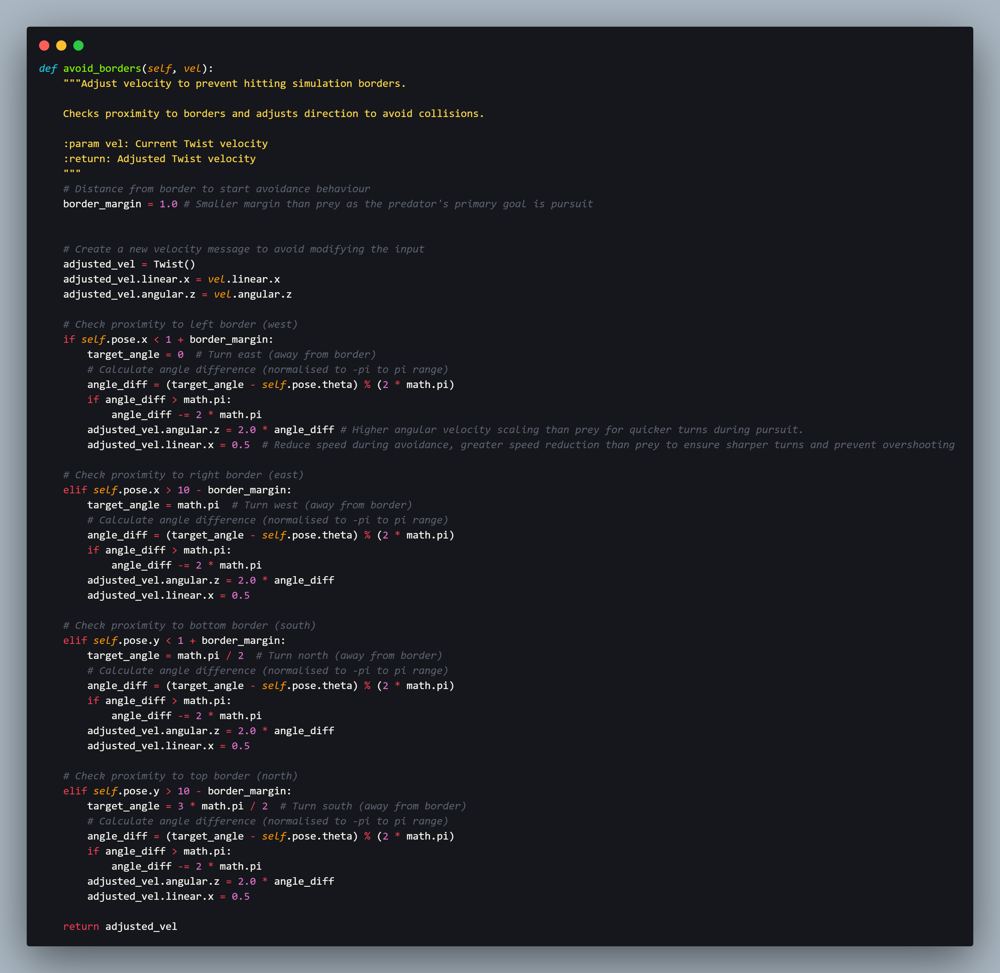 def avoid_borders(self, vel):
    """Adjust velocity to prevent hitting simulation borders.

    Checks proximity to borders and adjusts direction to avoid collisions.

    :param vel: Current Twist velocity
    :return: Adjusted Twist velocity
    """
    # Distance from border to start avoidance behaviour
    border_margin = 1.0 # Smaller margin than prey as the predator's primary goal is pursuit


    # Create a new velocity message to avoid modifying the input
    adjusted_vel = Twist()
    adjusted_vel.linear.x = vel.linear.x
    adjusted_vel.angular.z = vel.angular.z

    # Check proximity to left border (west)
    if self.pose.x < 1 + border_margin:
        target_angle = 0  # Turn east (away from border)
        # Calculate angle difference (normalised to -pi to pi range)
        angle_diff = (target_angle - self.pose.theta) % (2 * math.pi)
        if angle_diff > math.pi:
            angle_diff -= 2 * math.pi
        adjusted_vel.angular.z = 2.0 * angle_diff # Higher angular velocity scaling than prey for quicker turns during pursuit.
        adjusted_vel.linear.x = 0.5  # Reduce speed during avoidance, greater speed reduction than prey to ensure sharper turns and prevent overshooting

    # Check proximity to right border (east)
    elif self.pose.x > 10 - border_margin:
        target_angle = math.pi  # Turn west (away from border)
        # Calculate angle difference (normalised to -pi to pi range)
        angle_diff = (target_angle - self.pose.theta) % (2 * math.pi)
        if angle_diff > math.pi:
            angle_diff -= 2 * math.pi
        adjusted_vel.angular.z = 2.0 * angle_diff
        adjusted_vel.linear.x = 0.5

    # Check proximity to bottom border (south)
    elif self.pose.y < 1 + border_margin:
        target_angle = math.pi / 2  # Turn north (away from border)
        # Calculate angle difference (normalised to -pi to pi range)
        angle_diff = (target_angle - self.pose.theta) % (2 * math.pi)
        if angle_diff > math.pi:
            angle_diff -= 2 * math.pi
        adjusted_vel.angular.z = 2.0 * angle_diff
        adjusted_vel.linear.x = 0.5

    # Check proximity to top border (north)
    elif self.pose.y > 10 - border_margin:
        target_angle = 3 * math.pi / 2  # Turn south (away from border)
        # Calculate angle difference (normalised to -pi to pi range)
        angle_diff = (target_angle - self.pose.theta) % (2 * math.pi)
        if angle_diff > math.pi:
            angle_diff -= 2 * math.pi
        adjusted_vel.angular.z = 2.0 * angle_diff
        adjusted_vel.linear.x = 0.5

    return adjusted_vel